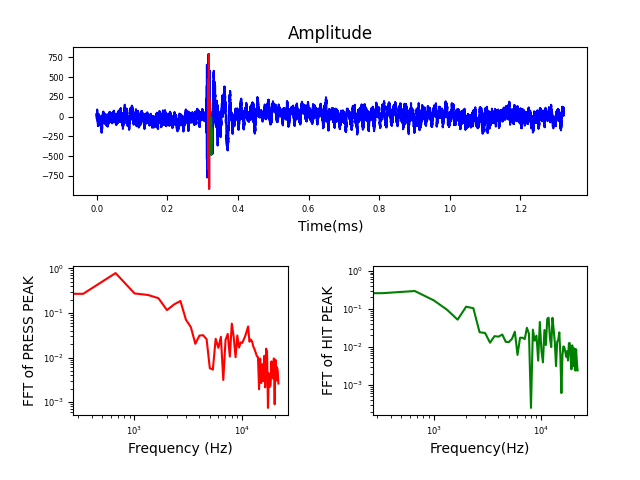 Amplitude
750
500
250
0
−250
−500
−750
0.0 0.2 0.4 0.6 0.8 1.0 1.2
Time(ms)
FFT of PRESS PEAK
10⁰
10⁻¹
10⁻²
10⁻³
10³ 10⁴
Frequency (Hz)
FFT of HIT PEAK
10⁰
10⁻¹
10⁻²
10⁻³
10³ 10⁴
Frequency(Hz)